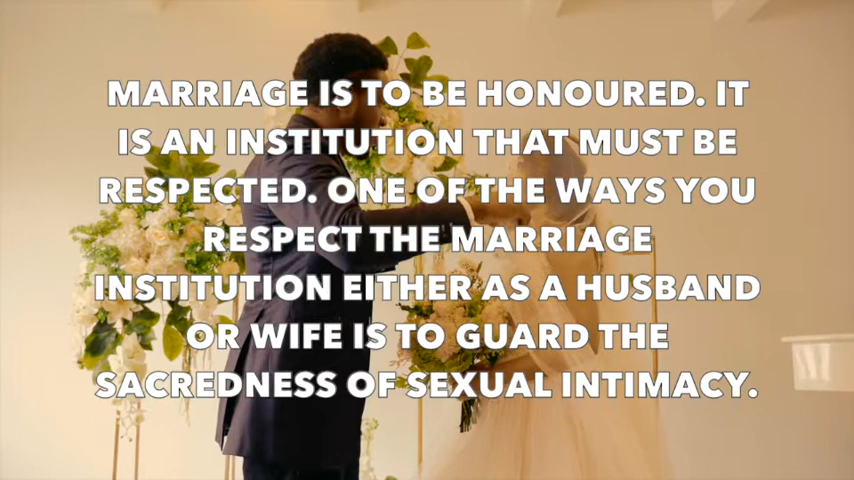 MARRIAGE IS TO BE HONOURED. IT
IS AN INSTITUTION THAT MUST BE
RESPECTED. ONE OF THE WAYS YOU
RESPECT THE MARRIAGE
INSTITUTION EITHER AS A HUSBAND
OR WIFE IS TO GUARD THE
SACREDNESS OF SEXUAL INTIMACY.